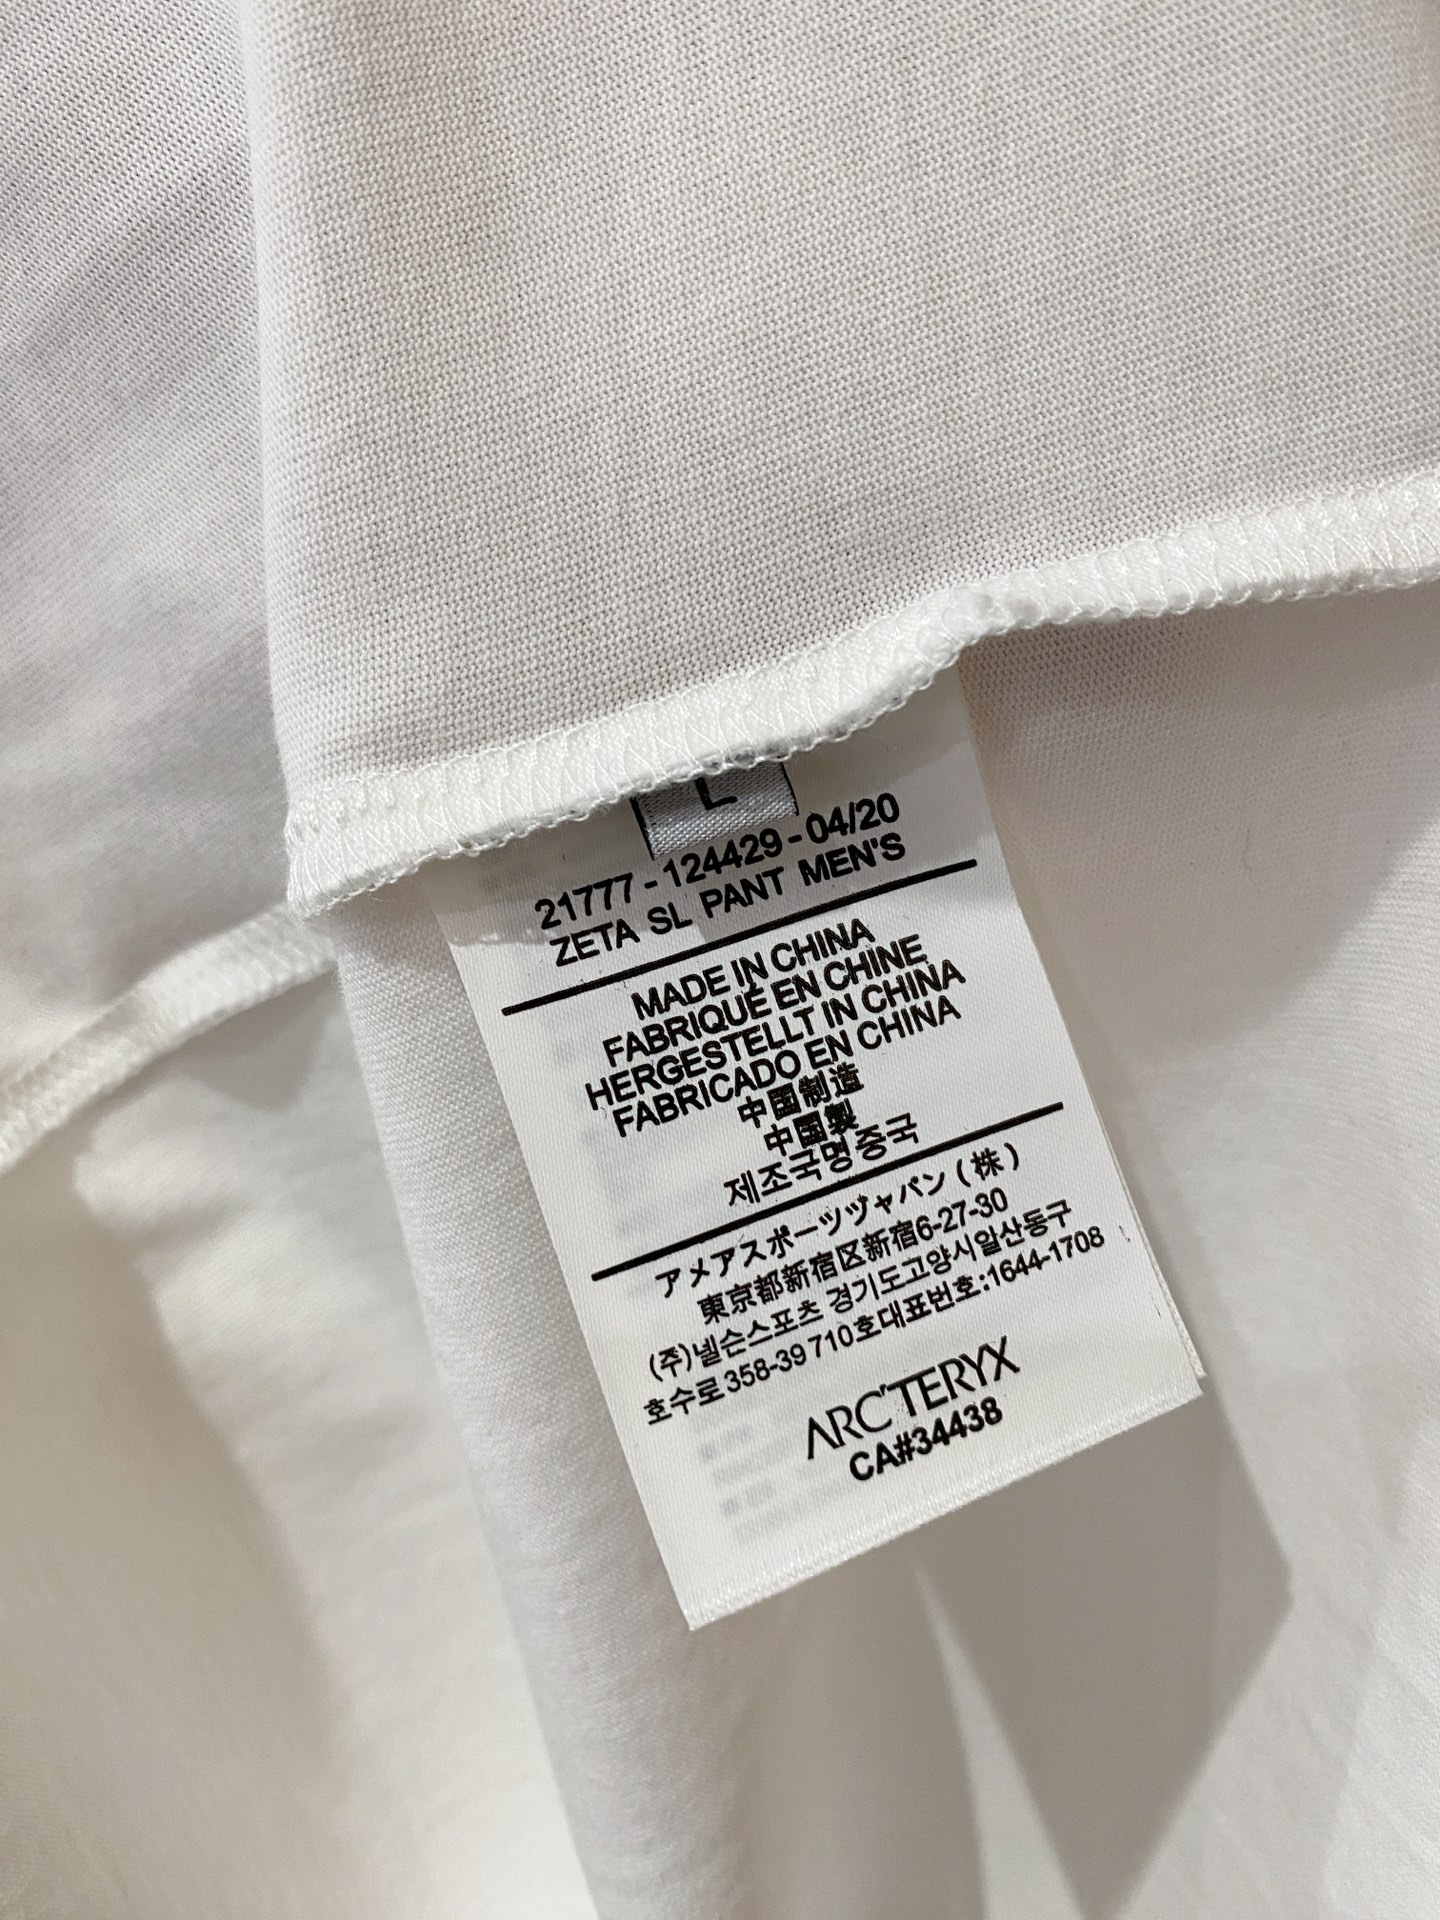 L
21777 - 124429 - 04/20
ZETA SL PANT MEN'S
MADE IN CHINA
FABRIQUÉ EN CHINE
HERGESTELLT IN CHINA
FABRICADO EN CHINA
中国制造
中国製
제조국명중국
アメアスポーツヅャパン(株)
東京都新宿区新宿6-27-30
(주)넬슨스포츠 경기도고양시일산동구
호수로358-39 710호대표번호:1644-1708
ARC'TERYX
CA#34438